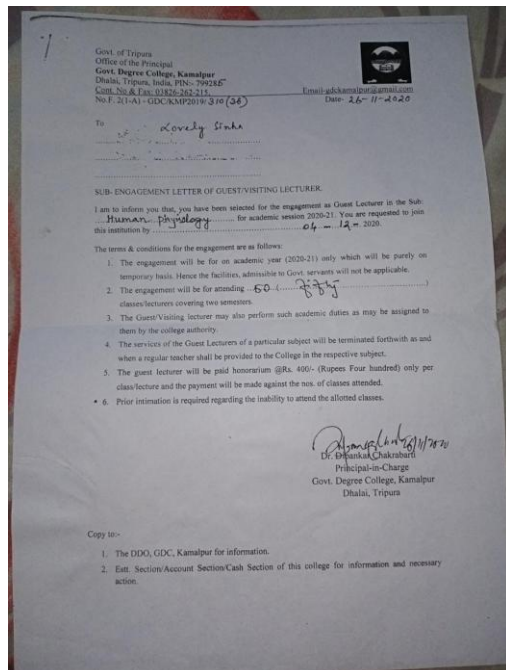 Govt. of Tripura
Office of the Principal
Govt. Degree College, Kamalpur
Dhalai, Tripura, India, PIN:- 799285
Cont. No & Fax: 03826-262-215,
Email-gdckamalpur@gmail.com
No.F. 2(1-A) - GDC/KMP2019/ 310(38)
Date- 26-11-2020
To
Lovely Sinha
SUB- ENGAGEMENT LETTER OF GUEST/VISITING LECTURER.
I am to inform you that, you have been selected for the engagement as Guest Lecturer in the Sub:
Human physiology for academic session 2020-21. You are requested to join
this institution by 04 - 12 - 2020.
The terms & conditions for the engagement are as follows:
1. The engagement will be for on academic year (2020-21) only which will be purely on
temporary basis. Hence the facilities, admissible to Govt. servants will not be applicable.
2. The engagement will be for attending 50 (fifty)
classes/lecturers covering two semesters.
3. The Guest/Visiting lecturer may also perform such academic duties as may be assigned to
them by the college authority.
4. The services of the Guest Lecturers of a particular subject will be terminated forthwith as and
when a regular teacher shall be provided to the College in the respective subject.
5. The guest lecturer will be paid honorarium @Rs. 400/- (Rupees Four hundred) only per
class/lecture and the payment will be made against the nos. of classes attended.
6. Prior intimation is required regarding the inability to attend the allotted classes.
26/11/2020
Dr. Dipankar Chakrabarti
Principal-in-Charge
Govt. Degree College, Kamalpur
Dhalai, Tripura
Copy to:-
1. The DDO, GDC, Kamalpur for information.
2. Estt. Section/Account Section/Cash Section of this college for information and necessary
action.